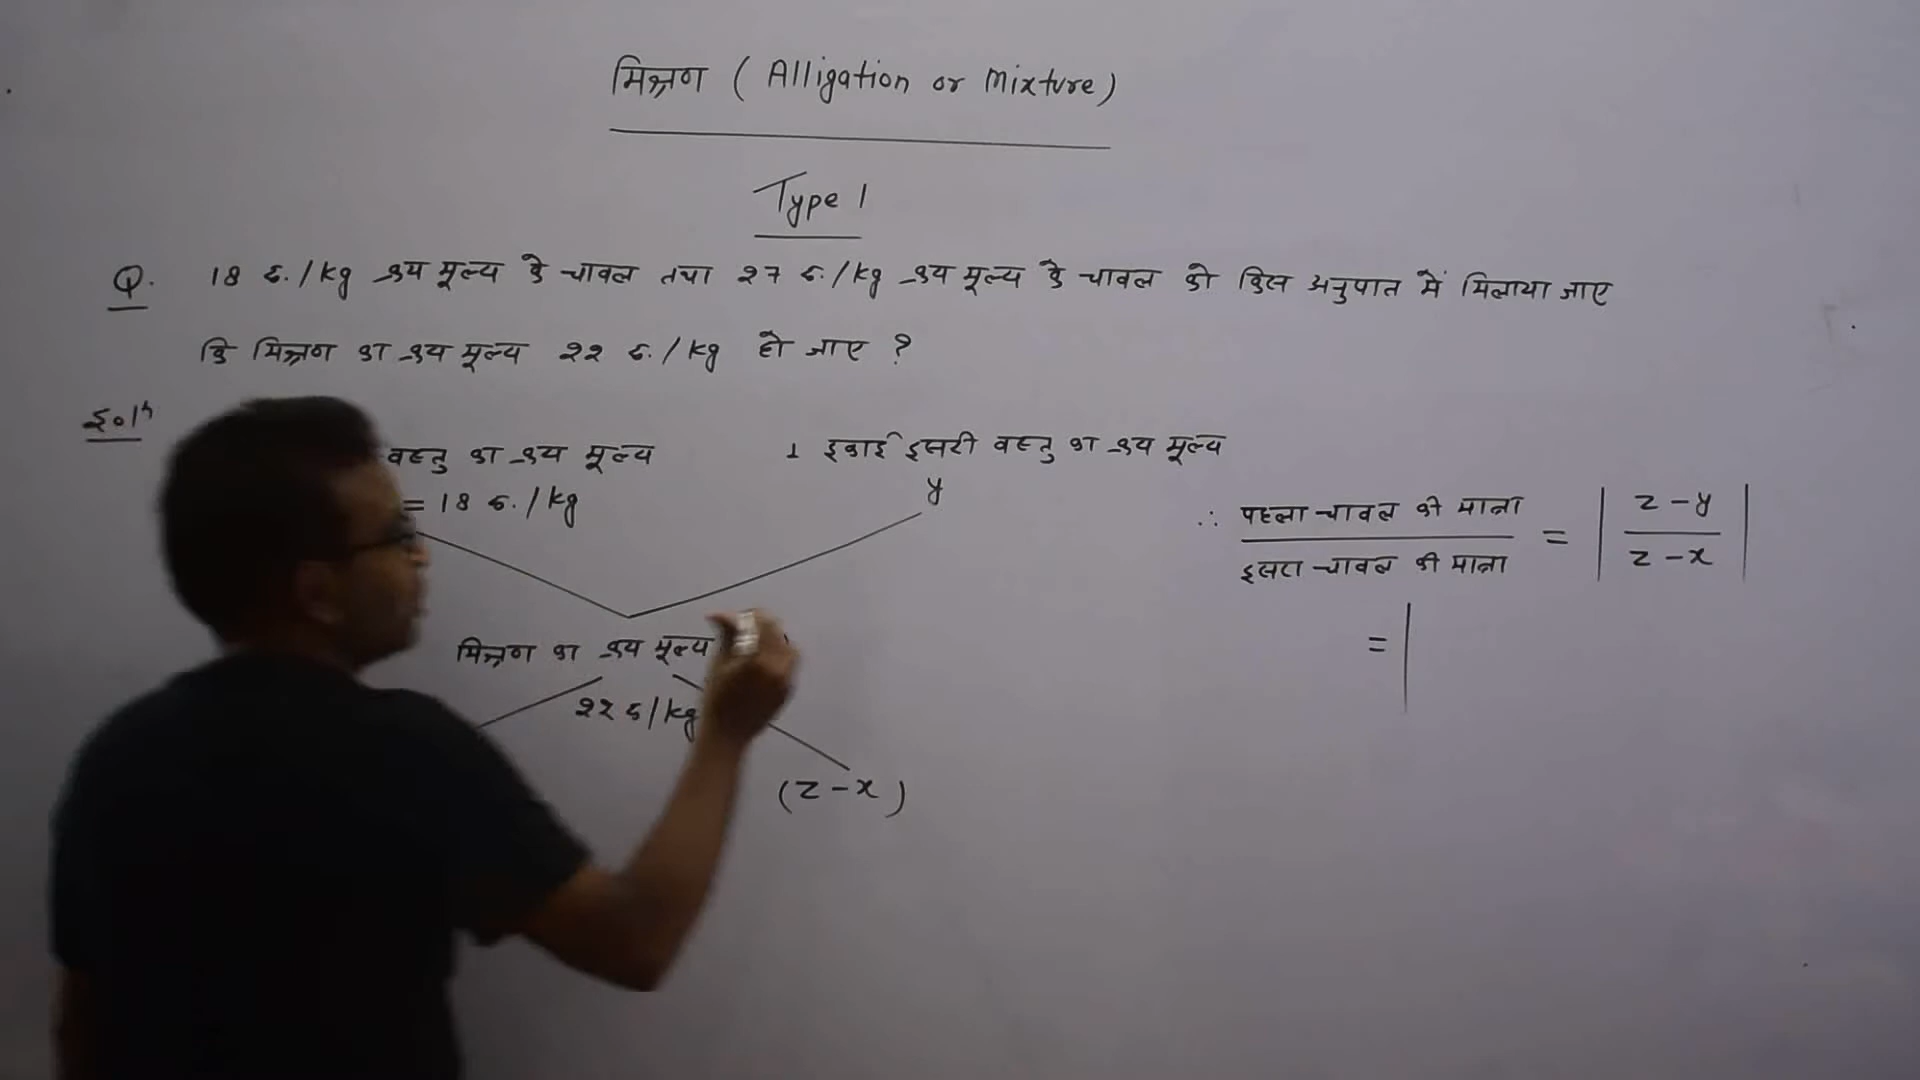 मिश्रण ( Alligation or Mixture )
Type 1
Q. 18 रु./kg क्रय मूल्य के चावल तथा 27 रु./kg क्रय मूल्य के चावल को किस अनुपात में मिलाया जाए
कि मिश्रण का क्रय मूल्य 22 रु./kg हो जाए ?
Solⁿ
वस्तु का क्रय मूल्य
= 18 रु./kg
1 इकाई दूसरी वस्तु का क्रय मूल्य
y
मिश्रण का क्रय मूल्य
22 रु/kg
(z-x)
∴ पहला चावल की मात्रा / दूसरा चावल की मात्रा = | z-y / z-x |
= |